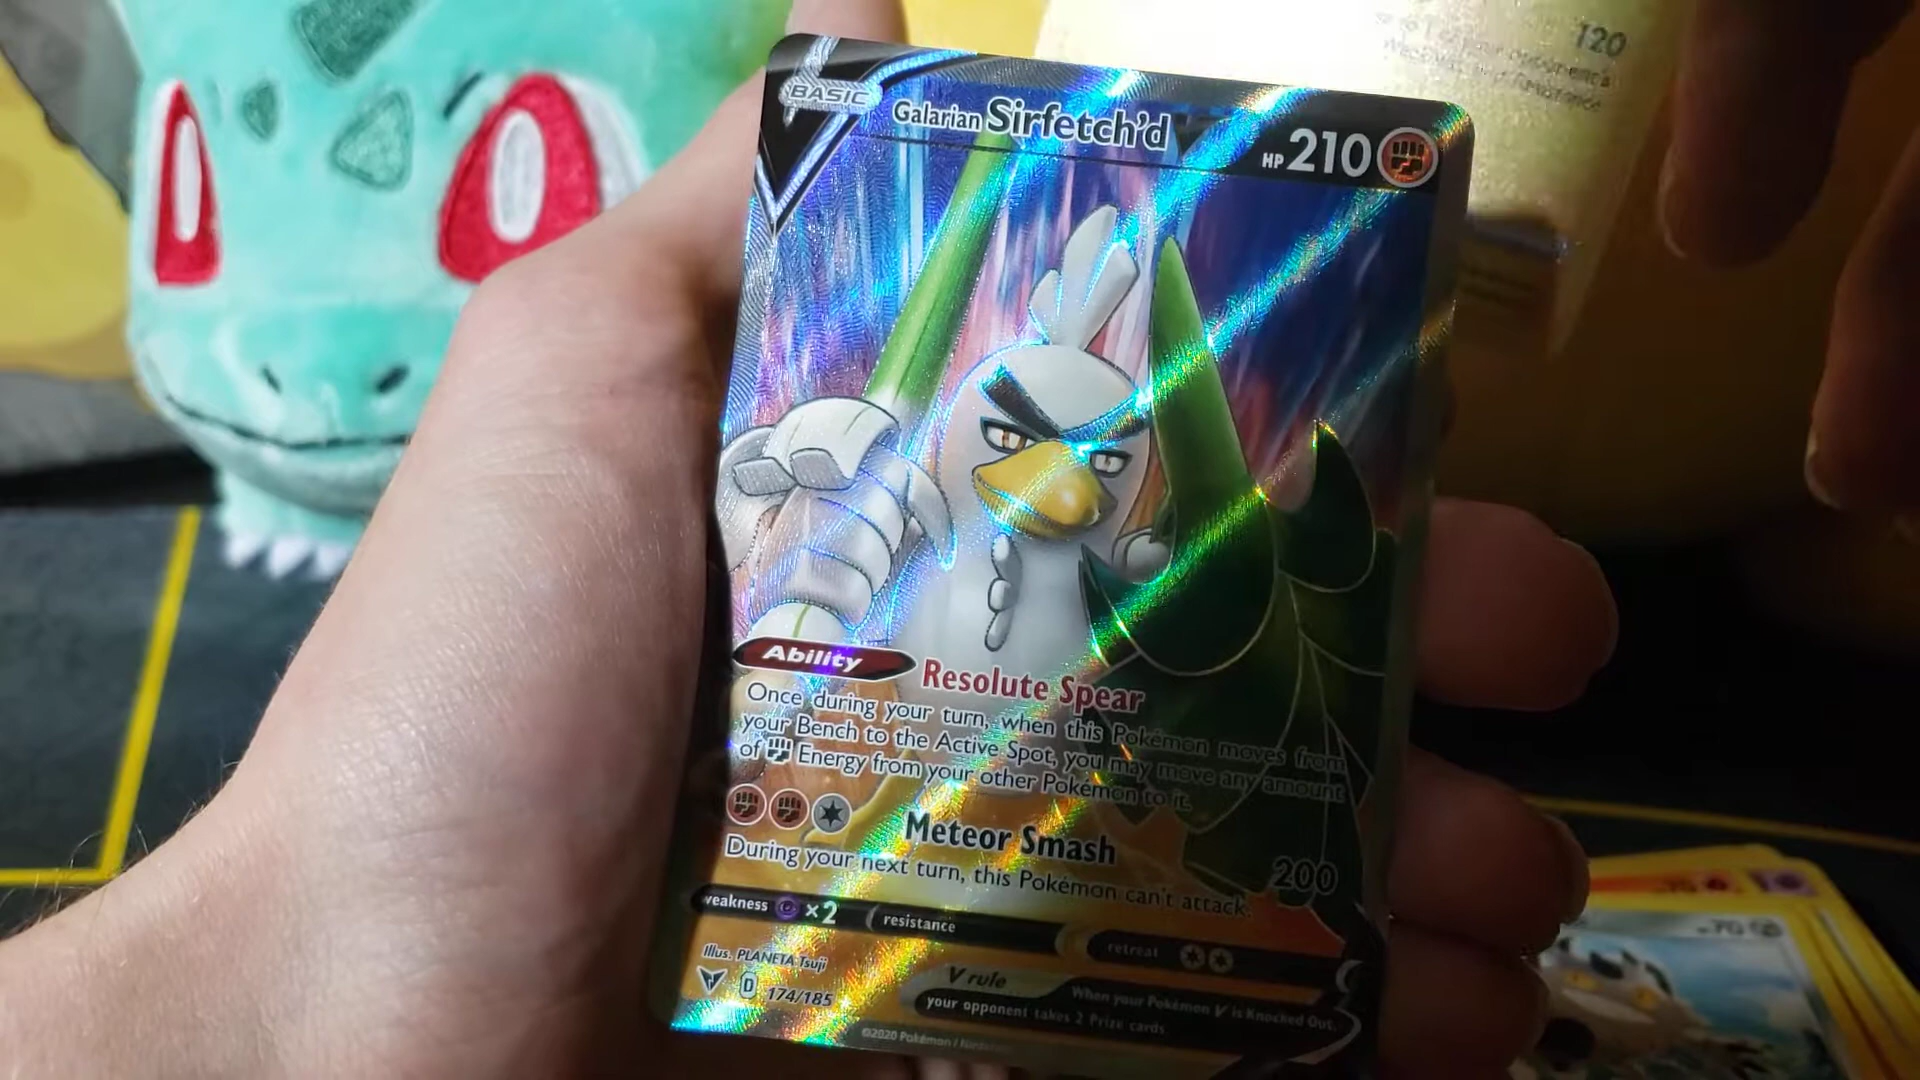 120
BASIC
Galarian Sirfetch'd
HP 210
Ability Resolute Spear
Once during your turn, when this Pokémon moves from
your Bench to the Active Spot, you may move any amount
of Energy from your other Pokémon to it.
Meteor Smash 200
During your next turn, this Pokémon can't attack.
weakness ×2 resistance retreat
Illus. PLANETA Tsuji
D 174/185
V rule When your Pokémon V is Knocked Out,
your opponent takes 2 Prize cards.
©2020 Pokémon /
70
70